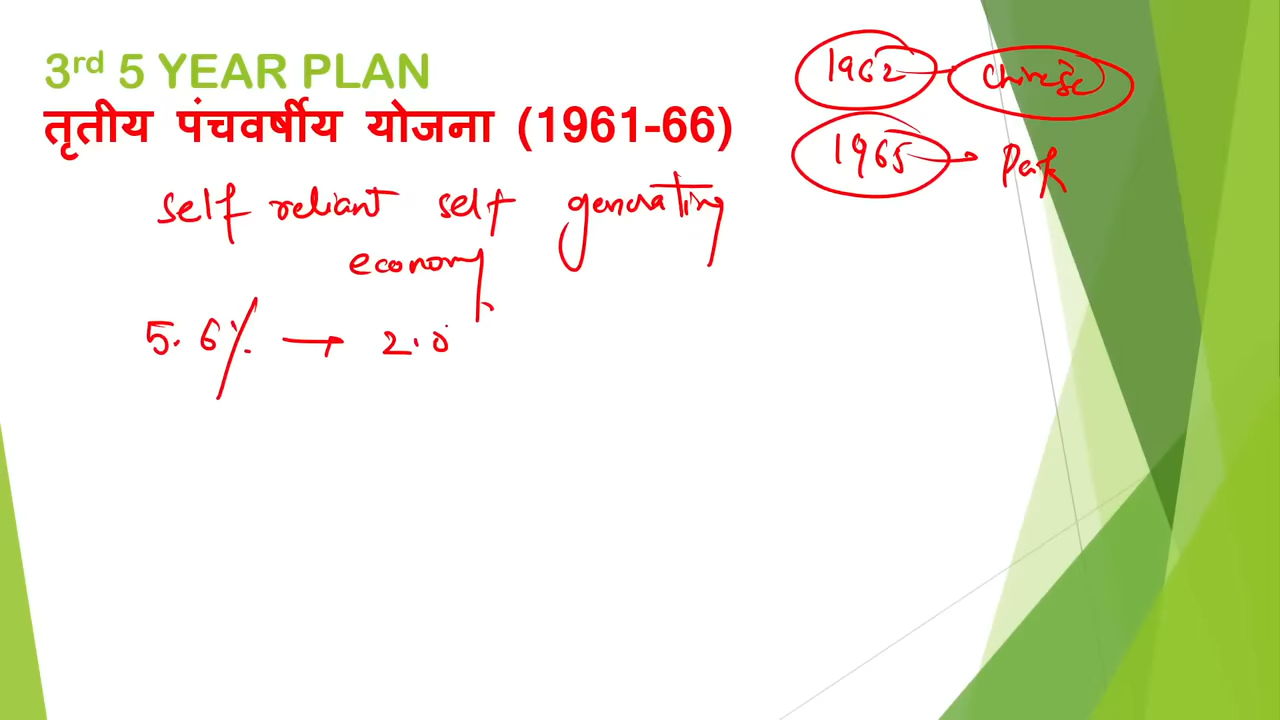 3rd 5 YEAR PLAN
तृतीय पंचवर्षीय योजना (1961-66)
self reliant self generating
economy
5.6% → 2.8
1962 → Chinese
1965 → Pak